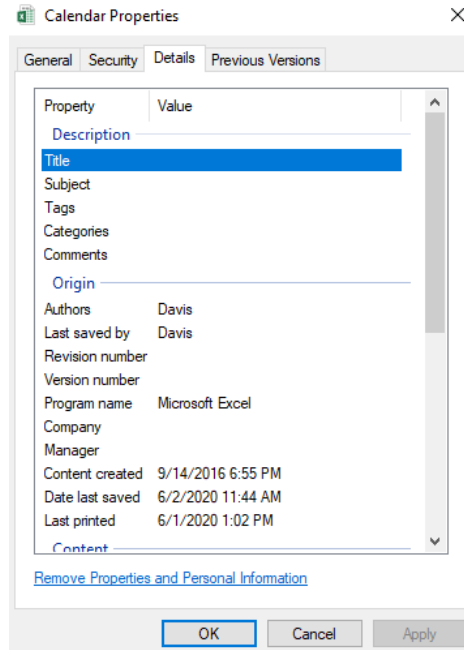 Calendar Properties
General Security Details Previous Versions
Property Value
Description
Title
Subject
Tags
Categories
Comments
Origin
Authors Davis
Last saved by Davis
Revision number
Version number
Program name Microsoft Excel
Company
Manager
Content created 9/14/2016 6:55 PM
Date last saved 6/2/2020 11:44 AM
Last printed 6/1/2020 1:02 PM
Content
Remove Properties and Personal Information
OK Cancel Apply